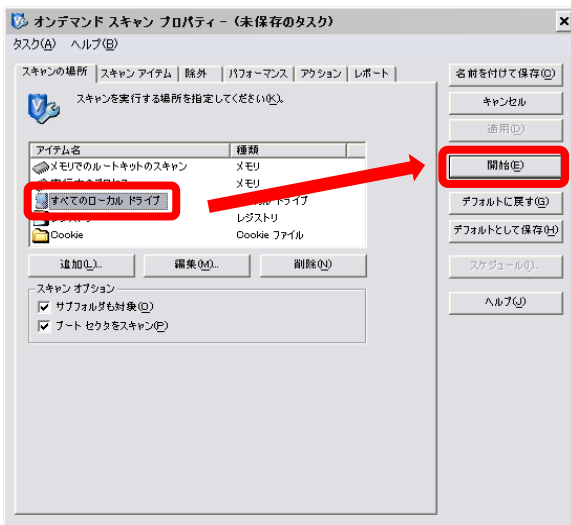 オンデマンド スキャン プロパティ - (未保存のタスク)
タスク(A) ヘルプ(B)
スキャンの場所 スキャン アイテム 除外 パフォーマンス アクション レポート
スキャンを実行する場所を指定してください(K)。
アイテム名 種類
メモリでのルートキットのスキャン メモリ
メモリ
すべてのローカル ドライブ
レジストリ
Cookie Cookie ファイル
追加(L)... 編集(M)... 削除(N)
スキャン オプション
サブフォルダも対象(O)
ブート セクタをスキャン(P)
名前を付けて保存(C)
キャンセル
適用(D)
開始(E)
デフォルトに戻す(G)
デフォルトとして保存(H)
スケジュール(I)...
ヘルプ(J)